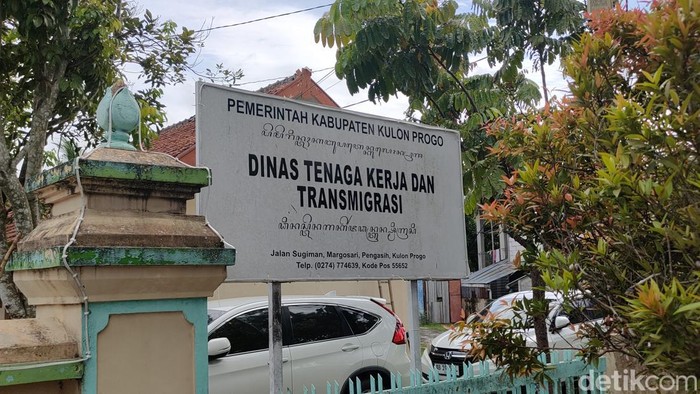 PEMERINTAH KABUPATEN KULON PROGO
DINAS TENAGA KERJA DAN
TRANSMIGRASI
Jalan Sugiman, Margosari, Pengasih, Kulon Progo
Telp. (0274) 774639, Kode Pos 55652
detikcom